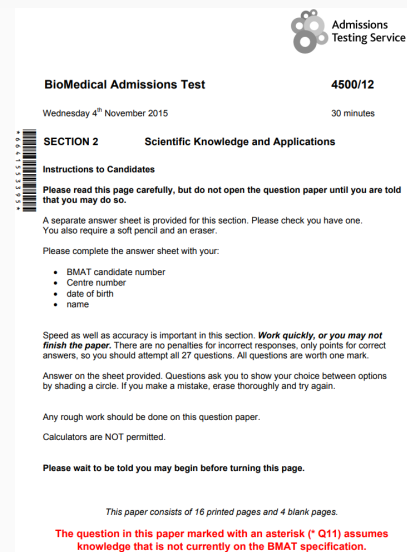 Admissions
Testing Service
BioMedical Admissions Test 4500/12
Wednesday 4th November 2015 30 minutes
SECTION 2 Scientific Knowledge and Applications
Instructions to Candidates
Please read this page carefully, but do not open the question paper until you are told
that you may do so.
A separate answer sheet is provided for this section. Please check you have one.
You also require a soft pencil and an eraser.
Please complete the answer sheet with your:
• BMAT candidate number
• Centre number
• date of birth
• name
Speed as well as accuracy is important in this section. Work quickly, or you may not
finish the paper. There are no penalties for incorrect responses, only points for correct
answers, so you should attempt all 27 questions. All questions are worth one mark.
Answer on the sheet provided. Questions ask you to show your choice between options
by shading a circle. If you make a mistake, erase thoroughly and try again.
Any rough work should be done on this question paper.
Calculators are NOT permitted.
Please wait to be told you may begin before turning this page.
This paper consists of 16 printed pages and 4 blank pages.
The question in this paper marked with an asterisk (* Q11) assumes
knowledge that is not currently on the BMAT specification.